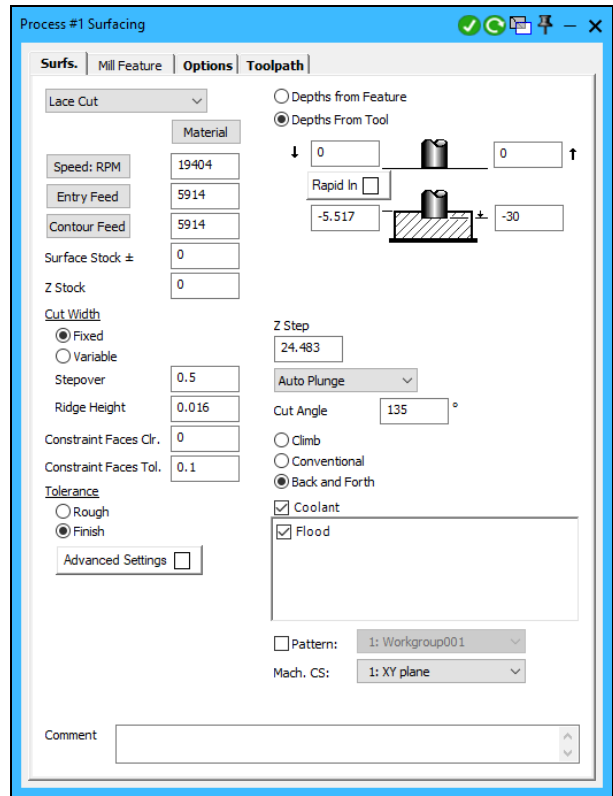 Process #1 Surfacing
Surfs. Mill Feature Options Toolpath
Lace Cut
Material
Speed: RPM 19404
Entry Feed 5914
Contour Feed 5914
Surface Stock ± 0
Z Stock 0
Cut Width
Fixed
Variable
Stepover 0.5
Ridge Height 0.016
Constraint Faces Clr. 0
Constraint Faces Tol. 0.1
Tolerance
Rough
Finish
Advanced Settings
Depths from Feature
Depths From Tool
0 0
Rapid In
-5.517 -30
Z Step
24.483
Auto Plunge
Cut Angle 135 °
Climb
Conventional
Back and Forth
Coolant
Flood
Pattern: 1: Workgroup001
Mach. CS: 1: XY plane
Comment